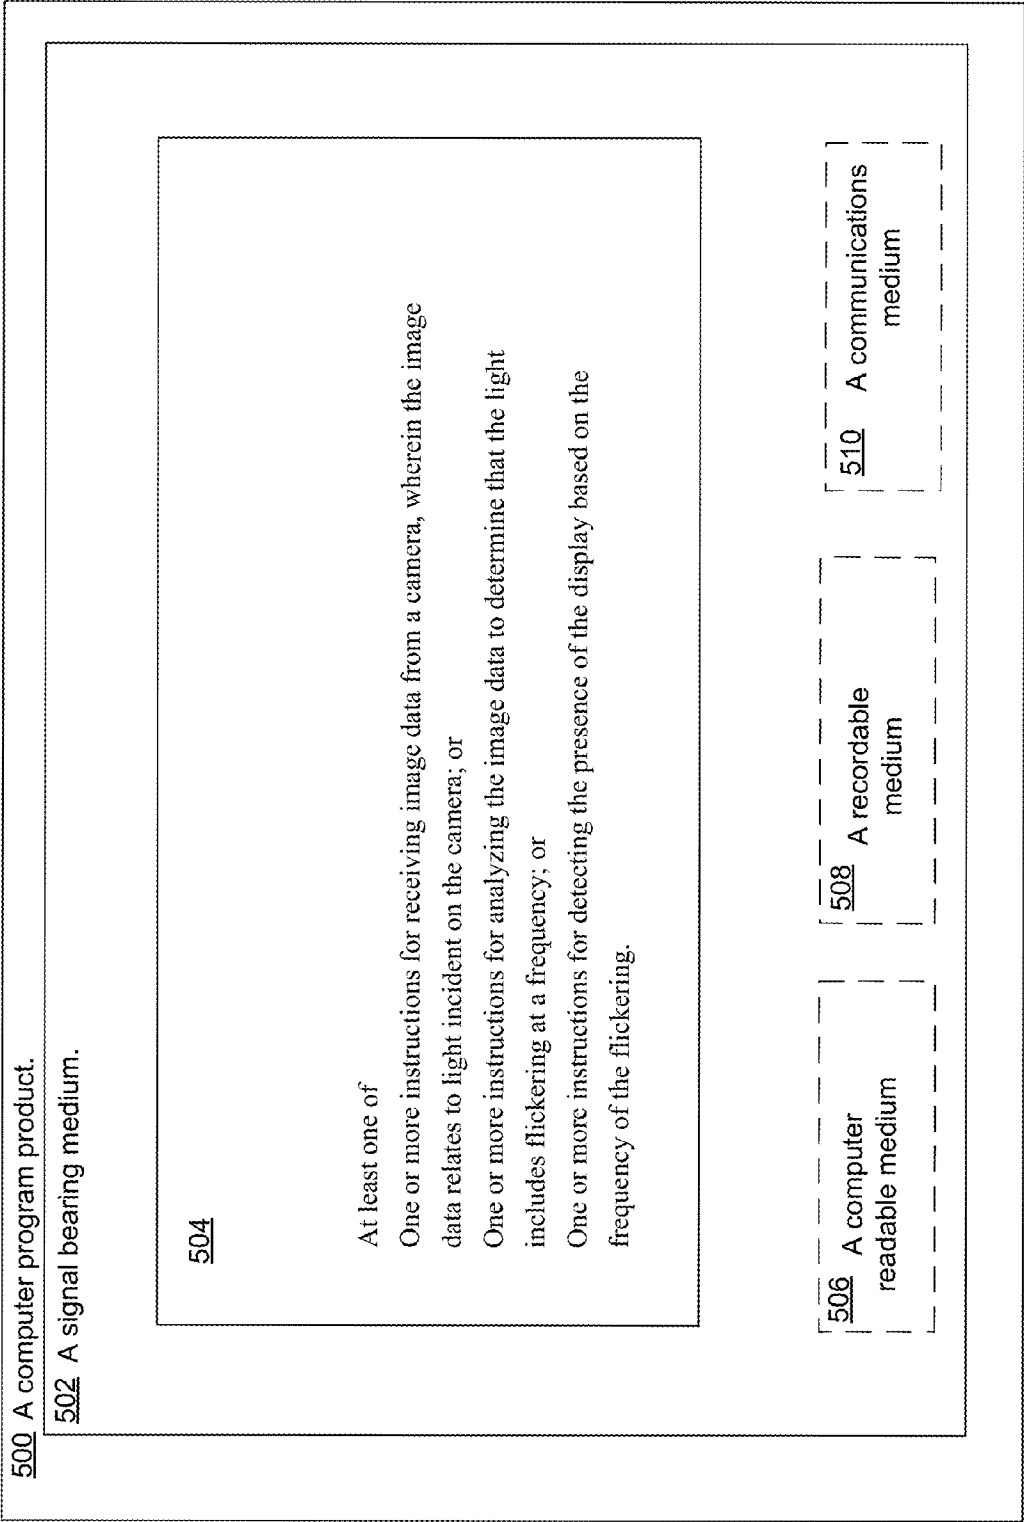 500 A computer program product.
502 A signal bearing medium.
504
At least one of
One or more instructions for receiving image data from a camera, wherein the image
data relates to light incident on the camera; or
One or more instructions for analyzing the image data to determine that the light
includes flickering at a frequency; or
One or more instructions for detecting the presence of the display based on the
frequency of the flickering.
506 A computer
readable medium
508 A recordable
medium
510 A communications
medium